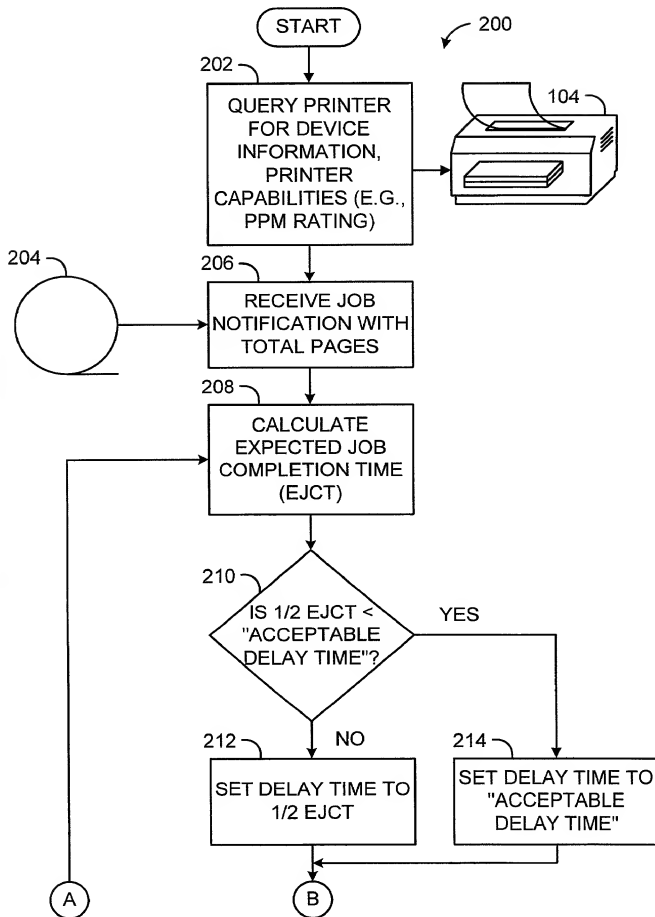 START
200
202
QUERY PRINTER
FOR DEVICE
INFORMATION,
PRINTER
CAPABILITIES (E.G.,
PPM RATING)
104
204
206
RECEIVE JOB
NOTIFICATION WITH
TOTAL PAGES
208
CALCULATE
EXPECTED JOB
COMPLETION TIME
(EJCT)
210
IS 1/2 EJCT <
"ACCEPTABLE
DELAY TIME"?
YES
NO
212
SET DELAY TIME TO
1/2 EJCT
214
SET DELAY TIME TO
"ACCEPTABLE
DELAY TIME"
A
B